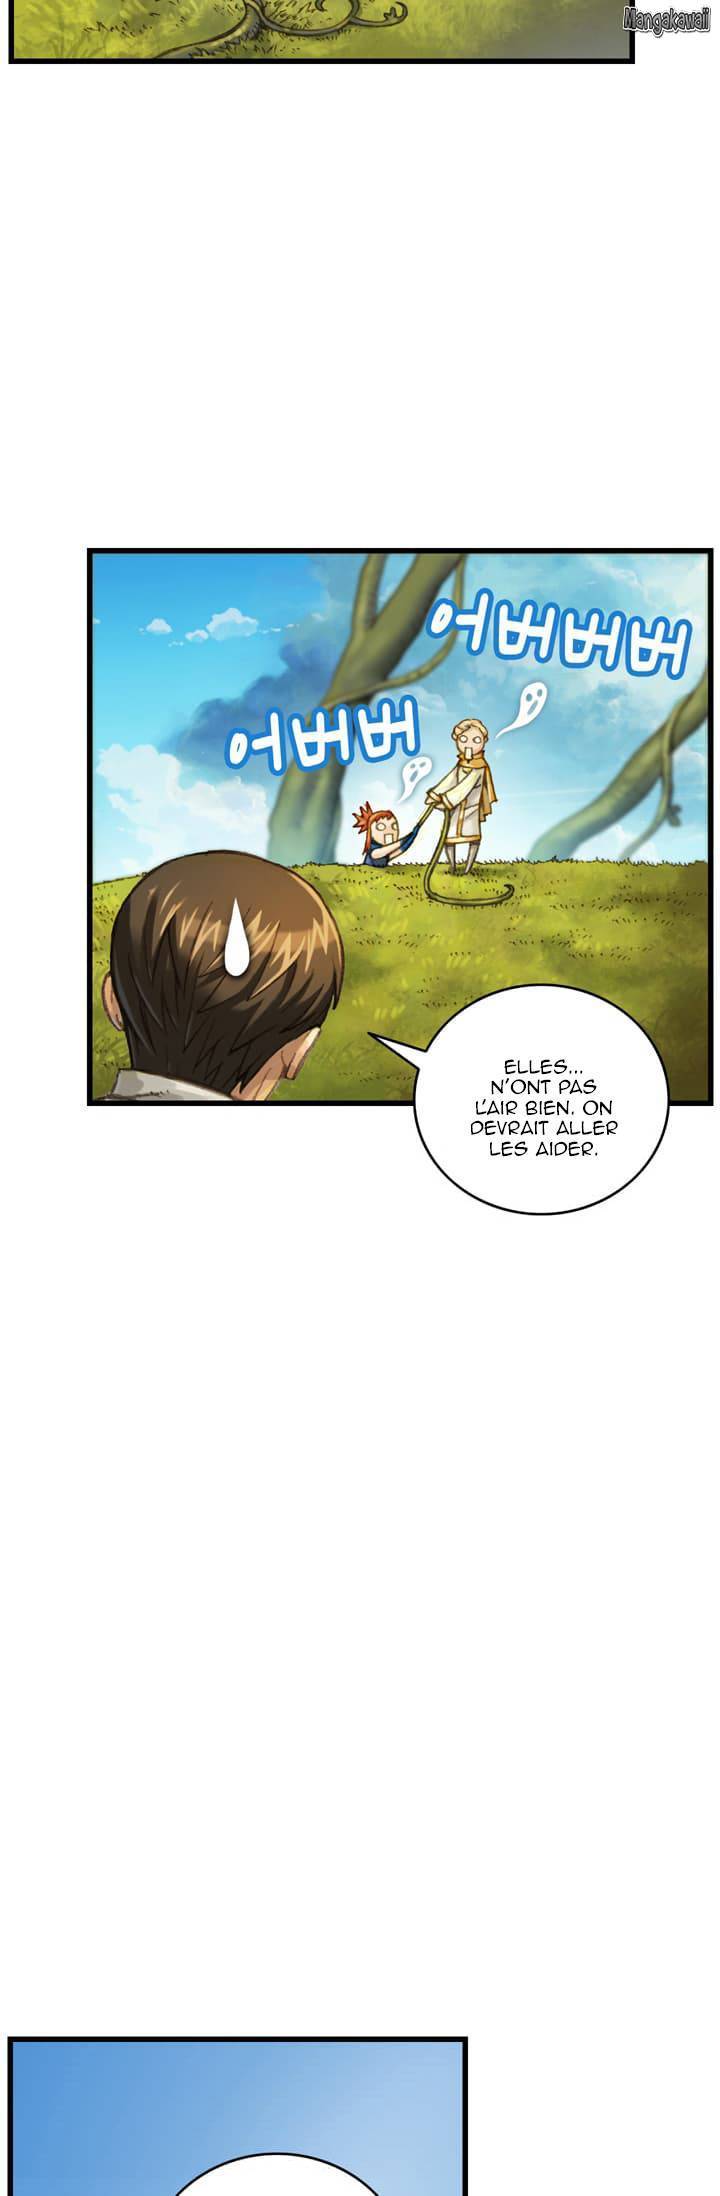 Mangakawaii
어버버버
어버버
ELLES...
N'ONT PAS
L'AIR BIEN. ON
DEVRAIT ALLER
LES AIDER.